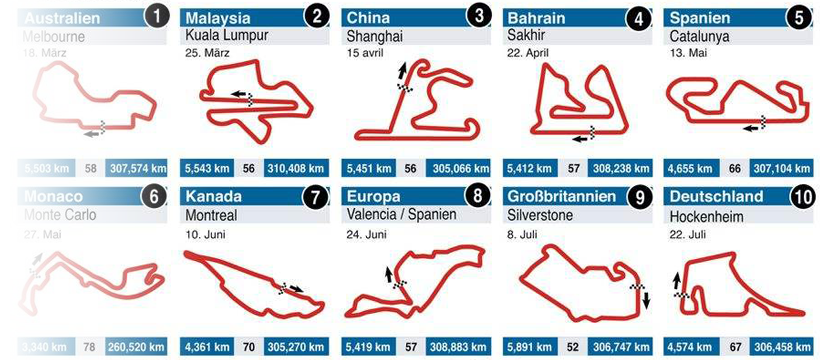 Australien 1
Melbourne
18. März
5,503 km 58 307,574 km
Malaysia 2
Kuala Lumpur
25. März
5,543 km 56 310,408 km
China 3
Shanghai
15 avril
5,451 km 56 305,066 km
Bahrain 4
Sakhir
22. April
5,412 km 57 308,238 km
Spanien 5
Catalunya
13. Mai
4,655 km 66 307,104 km
Monaco 6
Monte Carlo
27. Mai
3,340 km 78 260,520 km
Kanada 7
Montreal
10. Juni
4,361 km 70 305,270 km
Europa 8
Valencia / Spanien
24. Juni
5,419 km 57 308,883 km
Großbritannien 9
Silverstone
8. Juli
5,891 km 52 306,747 km
Deutschland 10
Hockenheim
22. Juli
4,574 km 67 306,458 km